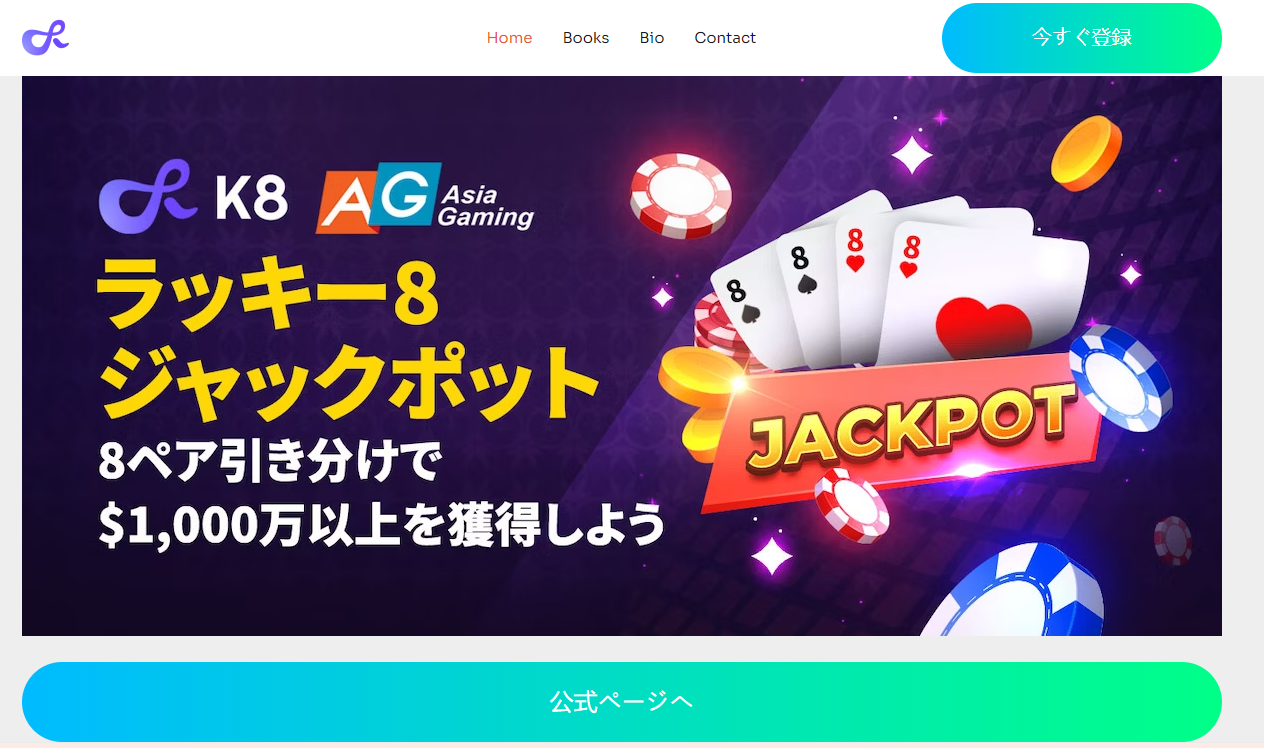 Home Books Bio Contact 今すぐ登録
K8 AG Asia Gaming
ラッキー8
ジャックポット
8ペア引き分けで
$1,000万以上を獲得しよう
8 8 8 8
JACKPOT
公式ページへ